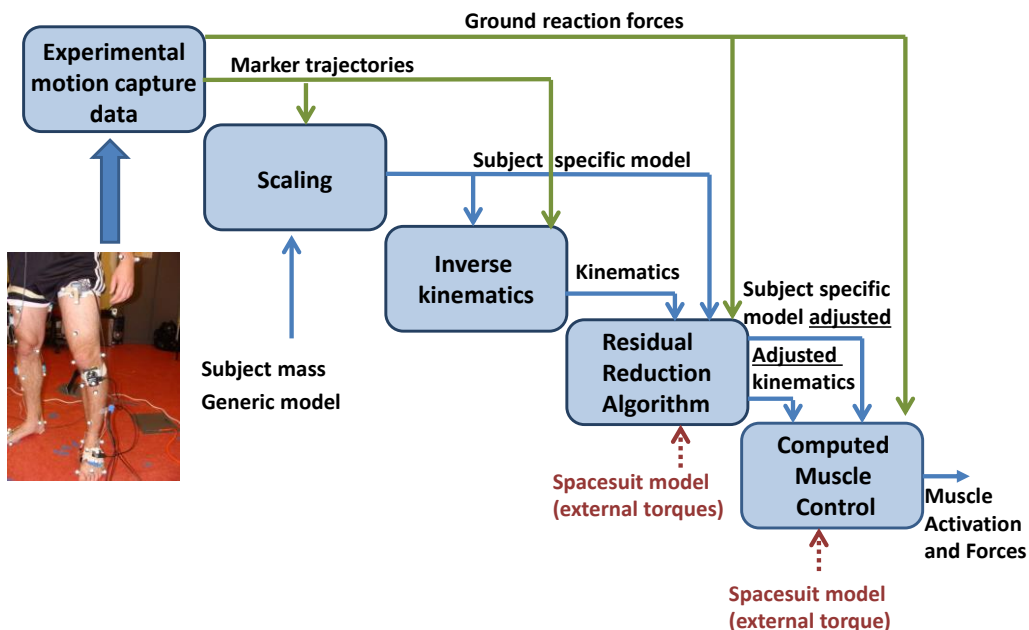 Ground reaction forces
Experimental
motion capture
data
Marker trajectories
Scaling
Subject specific model
Inverse
kinematics
Kinematics
Subject mass
Generic model
Residual
Reduction
Algorithm
Subject specific
model adjusted
Adjusted
kinematics
Spacesuit model
(external torques)
Computed
Muscle
Control
Muscle
Activation
and Forces
Spacesuit model
(external torque)